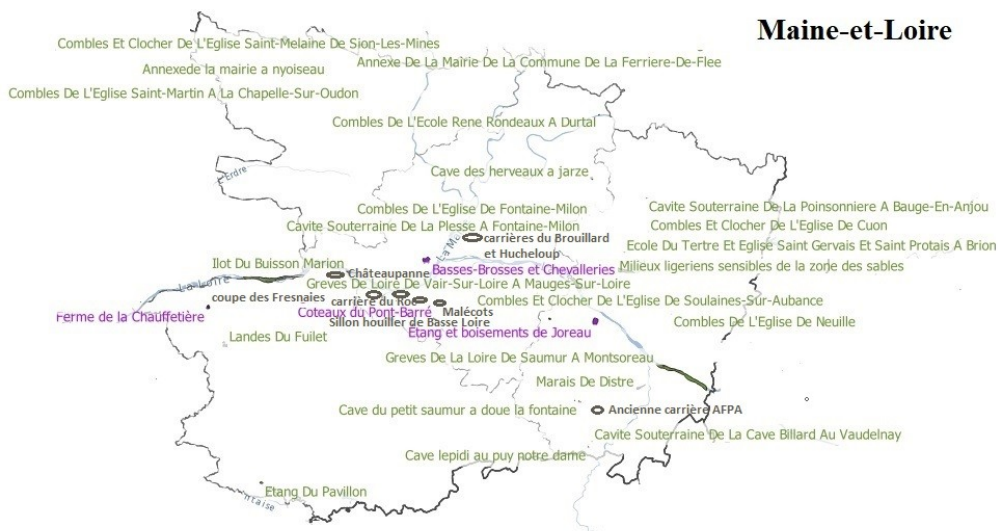 Maine-et-Loire
Combles Et Clocher De L'Eglise Saint-Melaine De Sion-Les-Mines
Annexede la mairie a nyoiseau
Annexe De La Mairie De La Commune De La Ferriere-De-Flee
Combles De L'Eglise Saint-Martin A La Chapelle-Sur-Oudon
Combles De L'Ecole Rene Rondeaux A Durtal
L'Erdre
Cave des herveaux a jarze
Combles De L'Eglise De Fontaine-Milon
Cavite Souterraine De La Poinsonniere A Bauge-En-Anjou
Cavite Souterraine De La Plesse A Fontaine-Milon
Combles Et Clocher De L'Eglise De Cuon
carrières du Brouillard
et Hucheloup
Ecole Du Tertre Et Eglise Saint Gervais Et Saint Protais A Brion
Ilot Du Buisson Marion
Châteaupanne
Basses-Brosses et Chevalleries
Milieux ligeriens sensibles de la zone des sables
La Loire
Greves De Loire De Vair-Sur-Loire A Mauges-Sur-Loire
coupe des Fresnaies
carrière du Roc
Combles Et Clocher De L'Eglise De Soulaines-Sur-Aubance
Ferme de la Chauffetière
Coteaux du Pont-Barré
Malécots
Sillon houiller de Basse Loire
Combles De L'Eglise De Neuille
Landes Du Fuilet
Etang et boisements de Joreau
Greves De La Loire De Saumur A Montsoreau
Marais De Distre
Cave du petit saumur a doue la fontaine
Ancienne carrière AFPA
Cavite Souterraine De La Cave Billard Au Vaudelnay
Cave lepidi au puy notre dame
Etang Du Pavillon